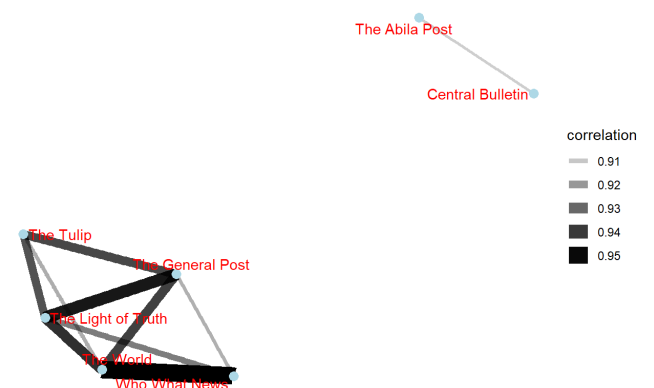 The Abila Post
Central Bulletin
correlation
0.91
0.92
0.93
0.94
0.95
The Tulip
The General Post
The Light of Truth
The World
Who What News